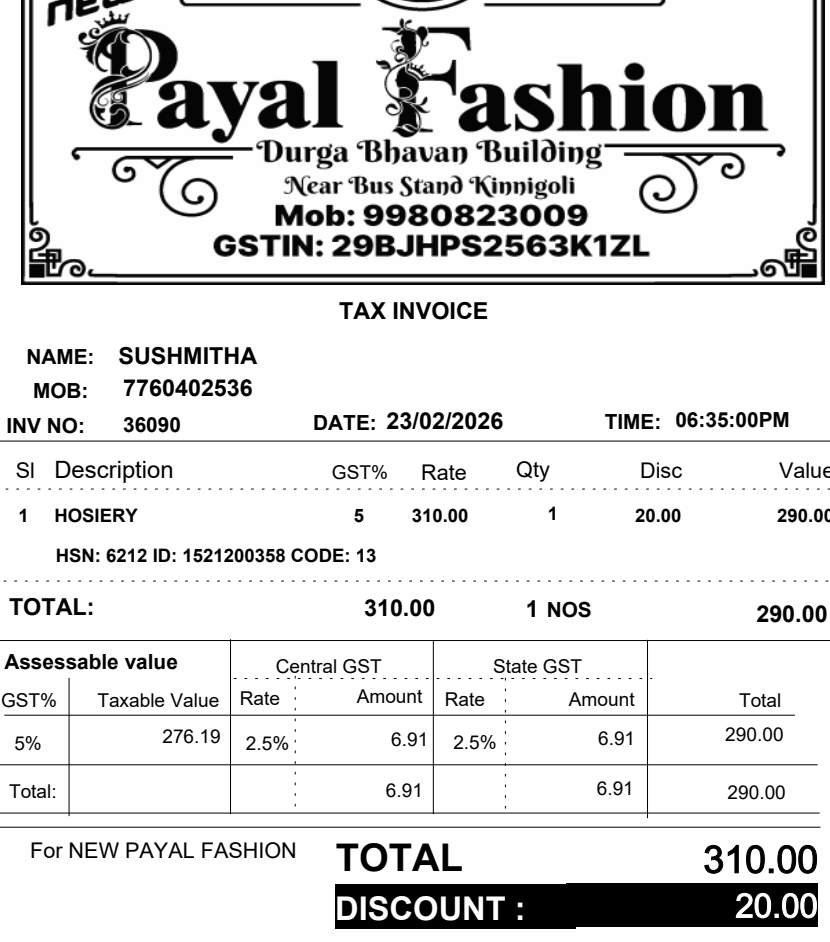 new
Payal Fashion
Durga Bhavan Building
Near Bus Stand Kinnigoli
Mob: 9980823009
GSTIN: 29BJHPS2563K1ZL
TAX INVOICE
NAME: SUSHMITHA
MOB: 7760402536
INV NO: 36090 DATE: 23/02/2026 TIME: 06:35:00PM
Sl Description GST% Rate Qty Disc Value
1 HOSIERY 5 310.00 1 20.00 290.00
HSN: 6212 ID: 1521200358 CODE: 13
TOTAL: 310.00 1 NOS 290.00
Assessable value Central GST State GST
GST% Taxable Value Rate Amount Rate Amount Total
5% 276.19 2.5% 6.91 2.5% 6.91 290.00
Total: 6.91 6.91 290.00
For NEW PAYAL FASHION TOTAL 310.00
DISCOUNT : 20.00